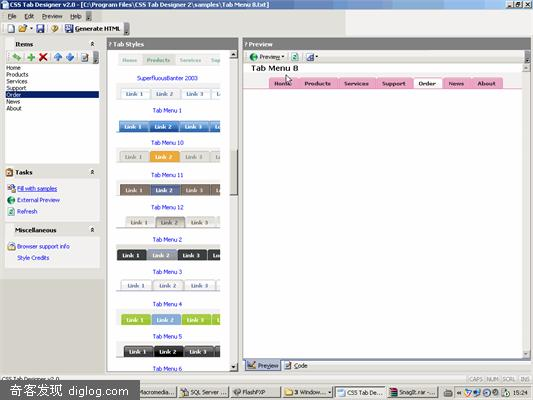 CSS Tab Designer v2.0 - [C:\Program Files\CSS Tab Designer 2\samples\Tab Menu 8.txt]
File Edit Preview Help
Generate HTML
Items
Home
Products
Services
Support
Order
News
About
Tasks
Fill with samples
External Preview
Refresh
Miscellaneous
Browser support info
Style Credits
? Tab Styles
Home Products Services Supp
SuperfluousBanter 2003
Link 1 Link 2 Link 3 Lo
Tab Menu 1
Link 1 Link 2 Link 3 Lo
Tab Menu 10
Link 1 Link 2 Link 3
Tab Menu 11
Link 1 Link 2 Link 3 Lo
Tab Menu 12
Link 1 Link 2 Link 3
Tab Menu 2
Link 1 Link 2 Link 3 Lo
Tab Menu 3
Link 1 Link 2 Link 3
Tab Menu 4
Link 1 Link 2 Link 3
Tab Menu 5
Link 1 Link 2 Link 3
Tab Menu 6
? Preview
Preview
Tab Menu 8
Home Products Services Support Order News About
Preview Code
CSS Tab Designer v2.0
CAPS NUM SCRL INS
奇客发现 diglog.com
Macromedia... SQL Server ... FlashFXP 3 Window... CSS Tab De... SnagIt.rar - ... 15:24